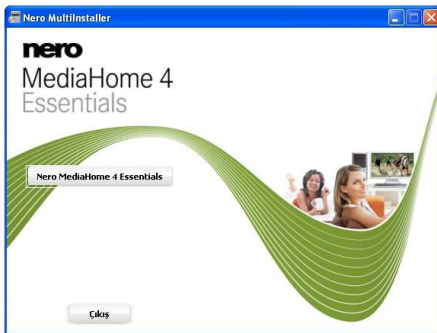 Nero MultiInstaller
nero
MediaHome 4
Essentials
Nero MediaHome 4 Essentials
Çıkış